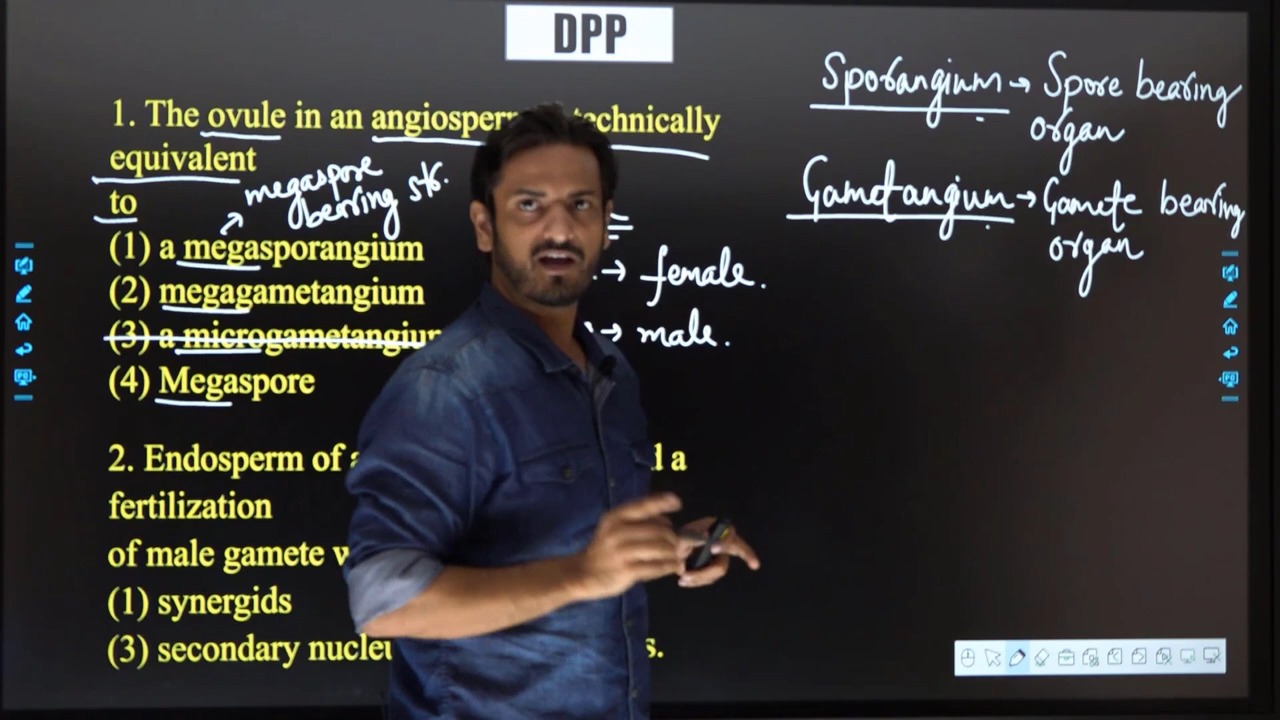 DPP
1. The ovule in an angiosperm technically
equivalent
to
megaspore
bearing str.
(1) a megasporangium
(2) megagametangium
(3) a microgametangium
(4) Megaspore
→ female.
→ male.
Sporangium → Spore bearing
organ
Gametangium → Gamete bearing
organ
2. Endosperm of a
fertilization
of male gamete
(1) synergids
(3) secondary